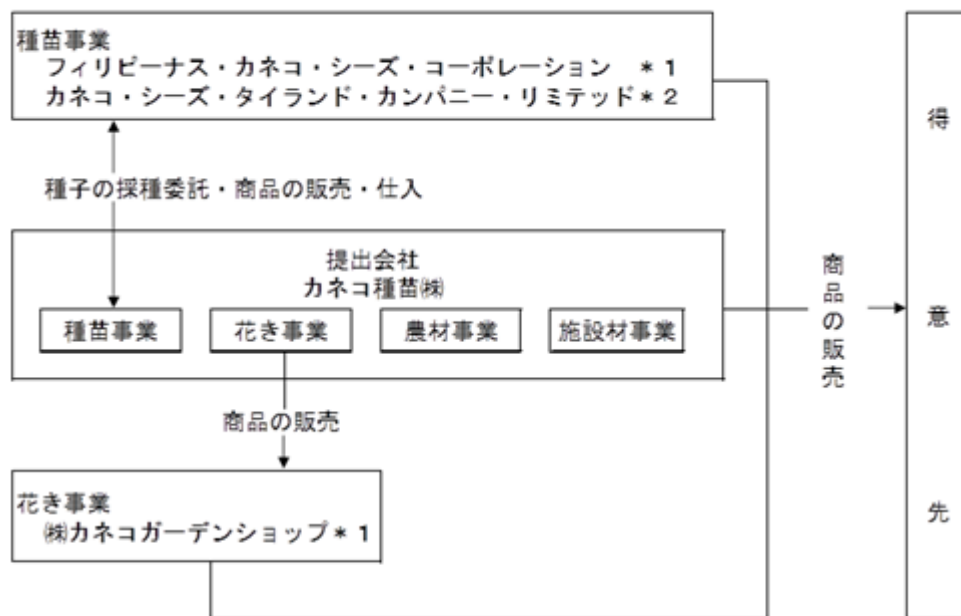 種苗事業
フィリピーナス・カネコ・シーズ・コーポレーション ＊１
カネコ・シーズ・タイランド・カンパニー・リミテッド＊２
種子の採種委託・商品の販売・仕入
提出会社
カネコ種苗㈱
種苗事業
花き事業
農材事業
施設材事業
商品の販売
花き事業
㈱カネコガーデンショップ＊１
商品の販売
得意先